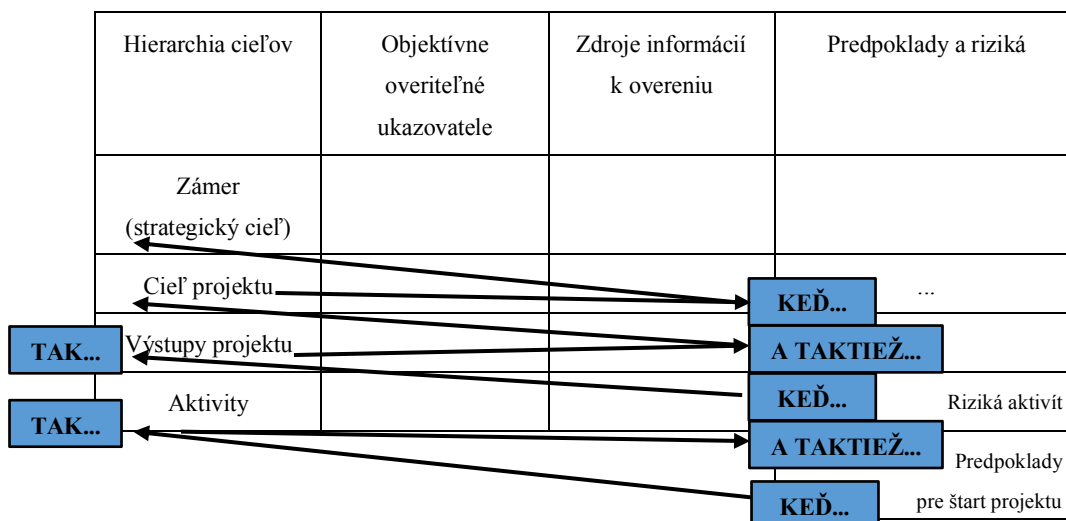 Hierarchia cieľov
Objektívne
overiteľné
ukazovatele
Zdroje informácií
k overeniu
Predpoklady a riziká
Zámer
(strategický cieľ)
Cieľ projektu
KEĎ...
...
TAK...
Výstupy projektu
A TAKTIEŽ...
TAK...
Aktivity
KEĎ...
Riziká aktivít
A TAKTIEŽ...
Predpoklady
KEĎ...
pre štart projektu